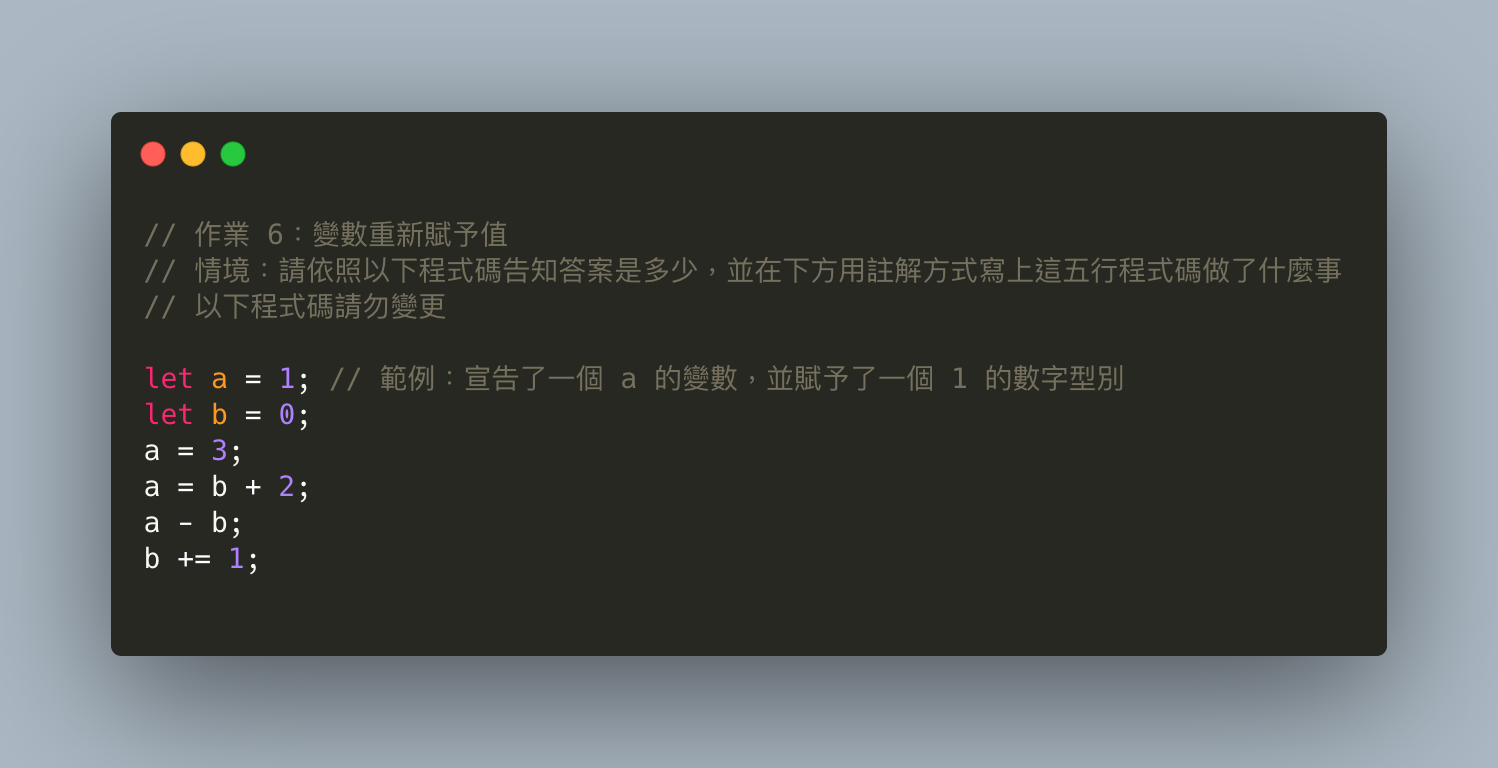 // 作業 6：變數重新賦予值
// 情境：請依照以下程式碼告知答案是多少，並在下方用註解方式寫上這五行程式碼做了什麼事
// 以下程式碼請勿變更
let a = 1; // 範例：宣告了一個 a 的變數，並賦予了一個 1 的數字型別
let b = 0;
a = 3;
a = b + 2;
a - b;
b += 1;